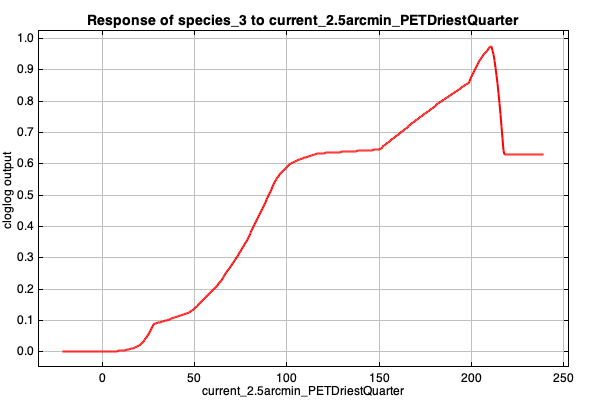 Response of species_3 to current_2.5arcmin_PETDriestQuarter
1.0
0.9
0.8
0.7
0.6
0.5
0.4
0.3
0.2
0.1
0.0
cloglog output
0 50 100 150 200 250
current_2.5arcmin_PETDriestQuarter